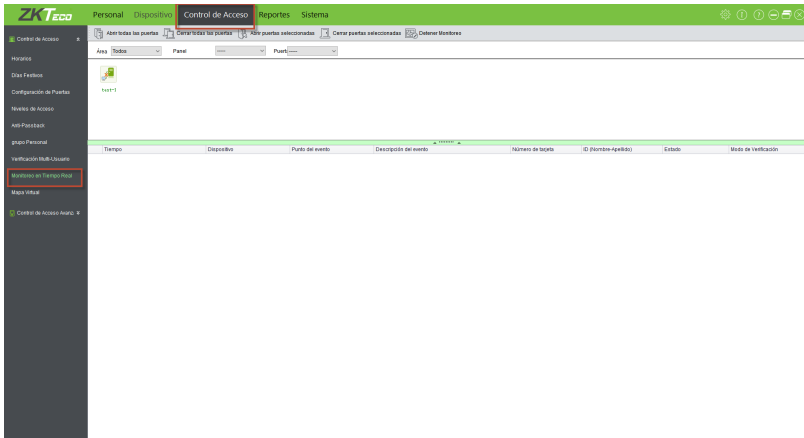 ZKTeco
Personal Dispositivo Control de Acceso Reportes Sistema
Abrir todas las puertas Cerrar todas las puertas Abrir puertas seleccionadas Cerrar puertas seleccionadas Detener Monitoreo
Control de Acceso
Área Todos Panel ----- Puert -----
Horarios
Días Festivos
test-1
Configuración de Puertas
Niveles de Acceso
Anti-Passback
grupo Personal
Tiempo Dispositivo Punto del evento Descripción del evento Número de tarjeta ID (Nombre-Apellido) Estado Modo de Verificación
Verificación Multi-Usuario
Monitoreo en Tiempo Real
Mapa Virtual
Control de Acceso Avanz.